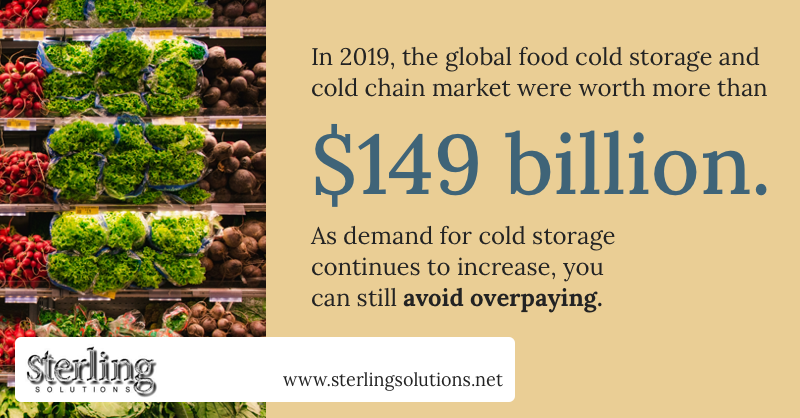 In 2019, the global food cold storage and
cold chain market were worth more than
$149 billion.
As demand for cold storage
continues to increase, you
can still avoid overpaying.
sterling
SOLUTIONS
www.sterlingsolutions.net